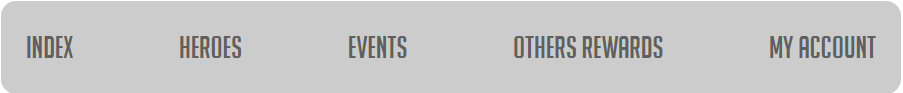 INDEX HEROES EVENTS OTHERS REWARDS MY ACCOUNT